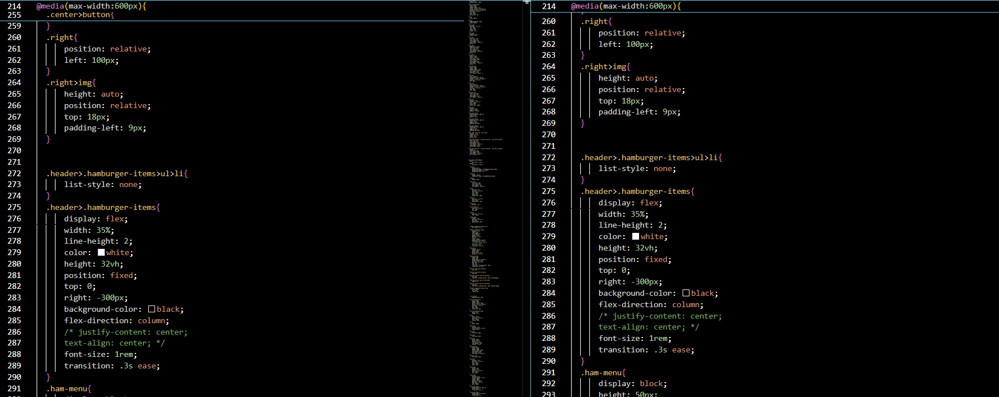 214 @media(max-width:600px){
255 .center>button{
259 }
260 .right{
261 position: relative;
262 left: 100px;
263 }
264 .right>img{
265 height: auto;
266 position: relative;
267 top: 18px;
268 padding-left: 9px;
269 }
270
271
272 .header>.hamburger-items>ul>li{
273 list-style: none;
274 }
275 .header>.hamburger-items{
276 display: flex;
277 width: 35%;
278 line-height: 2;
279 color: white;
280 height: 32vh;
281 position: fixed;
282 top: 0;
283 right: -300px;
284 background-color: black;
285 flex-direction: column;
286 /* justify-content: center;
287 text-align: center; */
288 font-size: 1rem;
289 transition: .3s ease;
290 }
291 .ham-menu{
214 @media(max-width:600px){
260 .right{
261 position: relative;
262 left: 100px;
263 }
264 .right>img{
265 height: auto;
266 position: relative;
267 top: 18px;
268 padding-left: 9px;
269 }
270
271
272 .header>.hamburger-items>ul>li{
273 list-style: none;
274 }
275 .header>.hamburger-items{
276 display: flex;
277 width: 35%;
278 line-height: 2;
279 color: white;
280 height: 32vh;
281 position: fixed;
282 top: 0;
283 right: -300px;
284 background-color: black;
285 flex-direction: column;
286 /* justify-content: center;
287 text-align: center; */
288 font-size: 1rem;
289 transition: .3s ease;
290 }
291 .ham-menu{
292 display: block;
293 height: 50px;